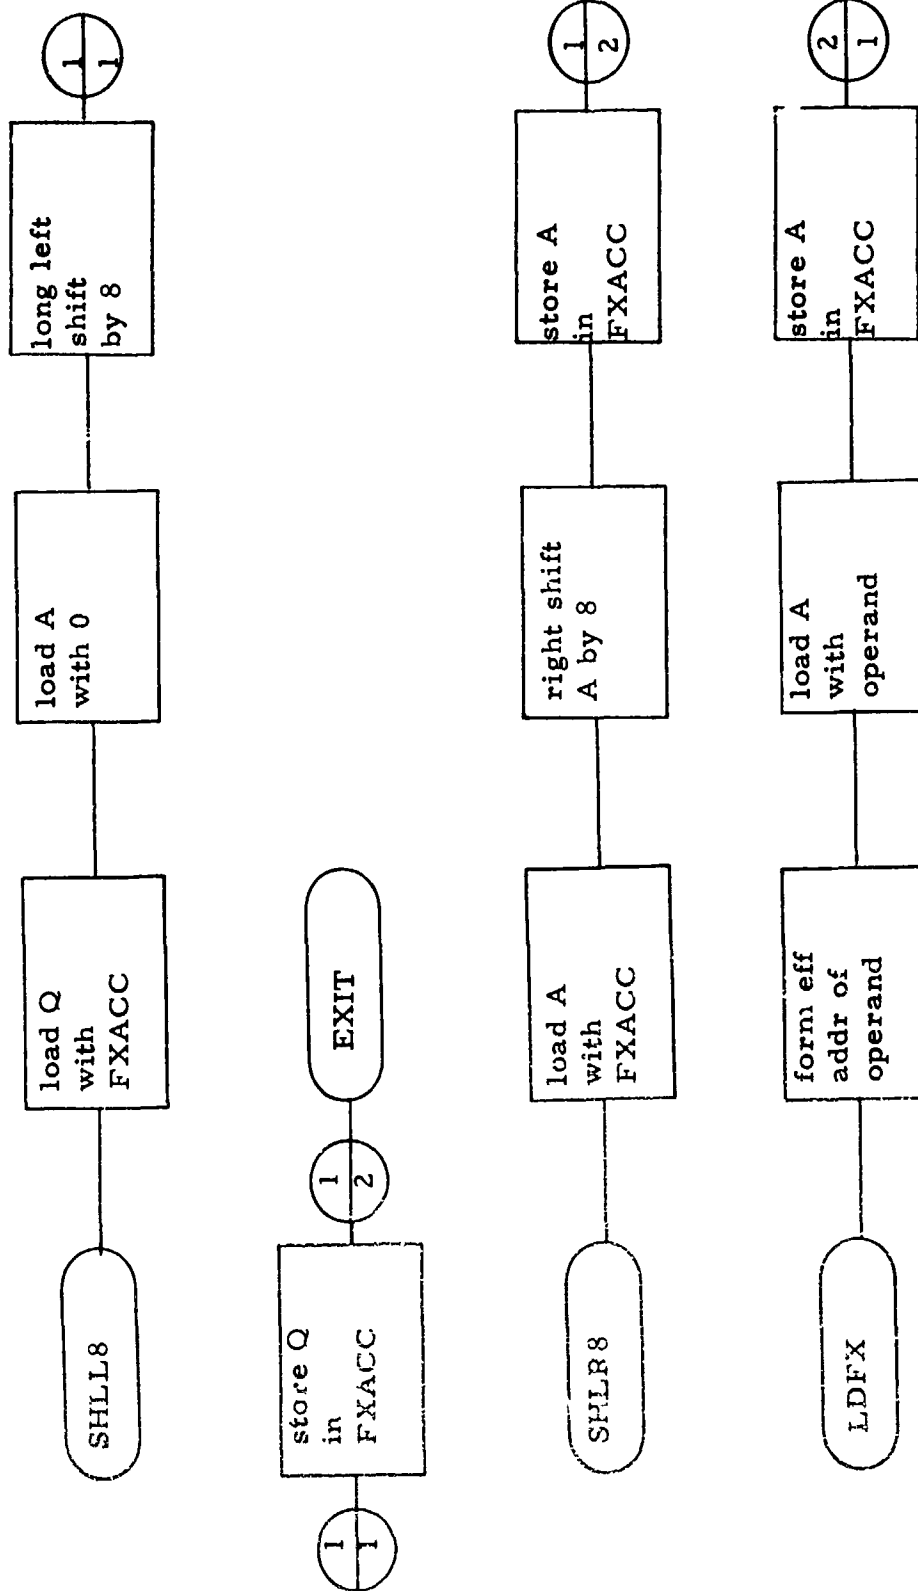 SHLL8
load Q
with
FXACC
load A
with 0
long left
shift
by 8
1
1
1
1
store Q
in
FXACC
1
2
EXIT
SHLR8
load A
with
FXACC
right shift
A by 8
store A
in
FXACC
1
2
LDFX
form eff
addr of
operand
load A
with
operand
store A
in
FXACC
2
1